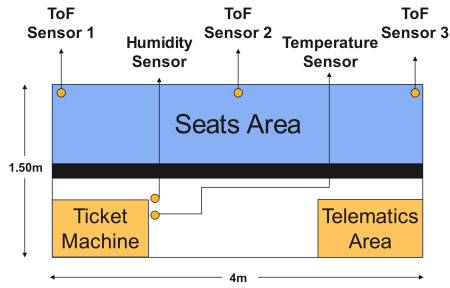 ToF
Sensor 1
Humidity
Sensor
ToF
Sensor 2
Temperature
Sensor
ToF
Sensor 3
Seats Area
1.50m
Ticket
Machine
Telematics
Area
4m